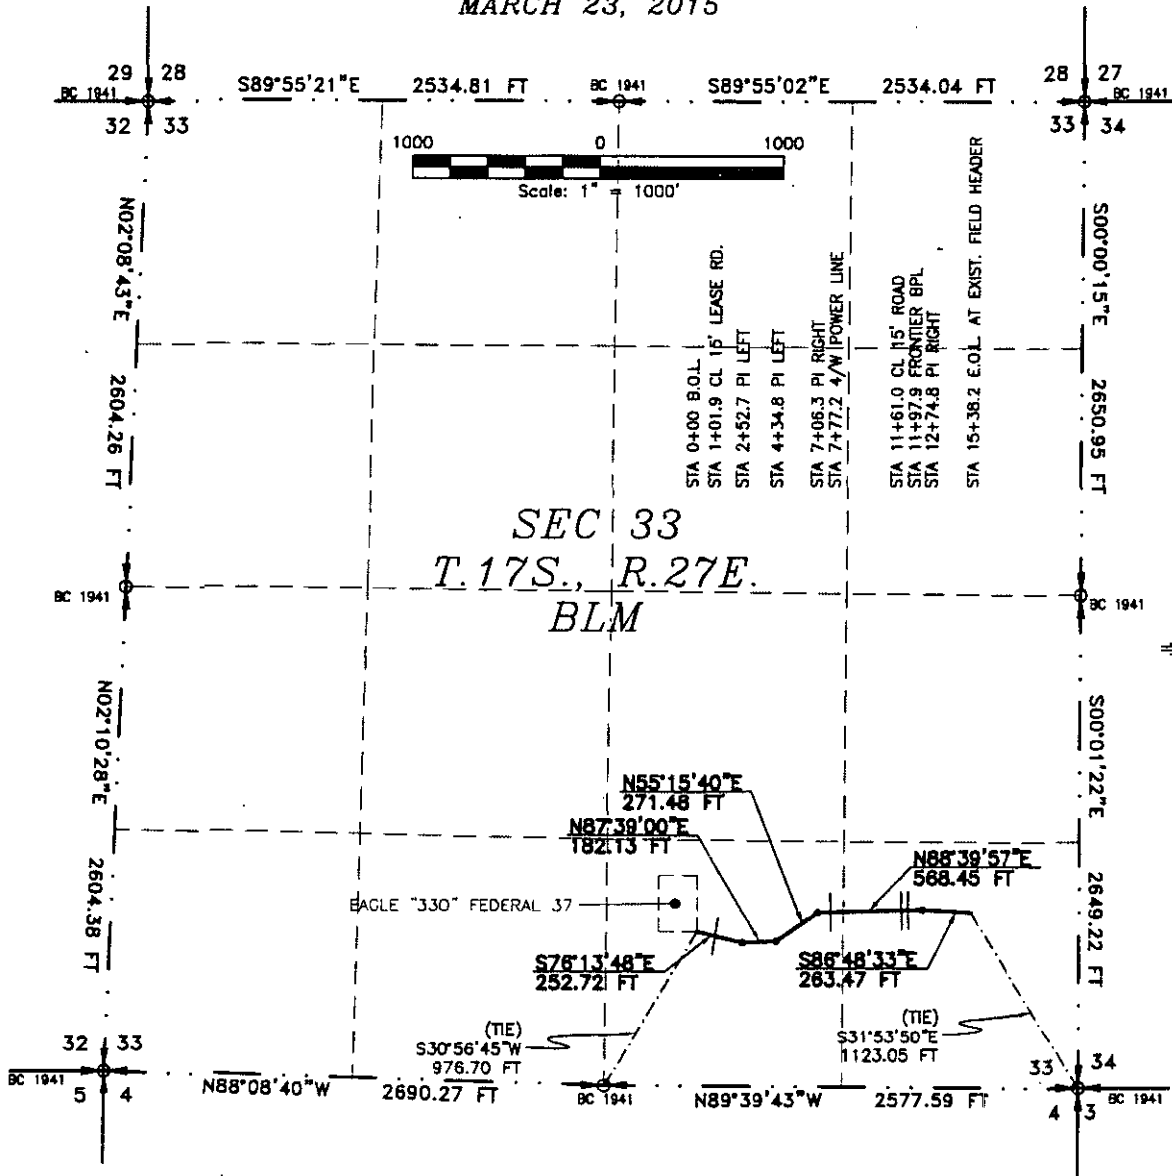 MARCH 23, 2015
29 28
S89°55'21"E 2534.81 FT
BC 1941
S89°55'02"E 2534.04 FT
28 27
BC 1941
BC 1941
32 33
33 34
1000 0 1000
Scale: 1" = 1000'
N02°08'43"E 2604.26 FT
S00°00'15"E 2650.95 FT
STA 0+00 B.O.L.
STA 1+01.9 CL 15' LEASE RD.
STA 2+52.7 PI LEFT
STA 4+34.8 PI LEFT
STA 7+06.3 PI RIGHT
STA 7+77.2 4/W POWER LINE
STA 11+61.0 CL 15' ROAD
STA 11+97.9 FRONTIER BPL
STA 12+74.8 PI RIGHT
STA 15+38.2 E.O.L. AT EXIST. FIELD HEADER
SEC 33
T.17S., R.27E.
BLM
BC 1941
BC 1941
N02°10'28"E 2604.38 FT
S00°01'22"E 2649.22 FT
N55°15'40"E
271.48 FT
N87°39'00"E
182.13 FT
N88°39'57"E
568.45 FT
EAGLE "33O" FEDERAL 37
S76°13'48"E
252.72 FT
S86°48'33"E
263.47 FT
(TIE)
S30°56'45"W
976.70 FT
(TIE)
S31°53'50"E
1123.05 FT
32 33
33 34
BC 1941
5 4
N88°08'40"W 2690.27 FT
BC 1941
N89°39'43"W 2577.59 FT
4 3
BC 1941